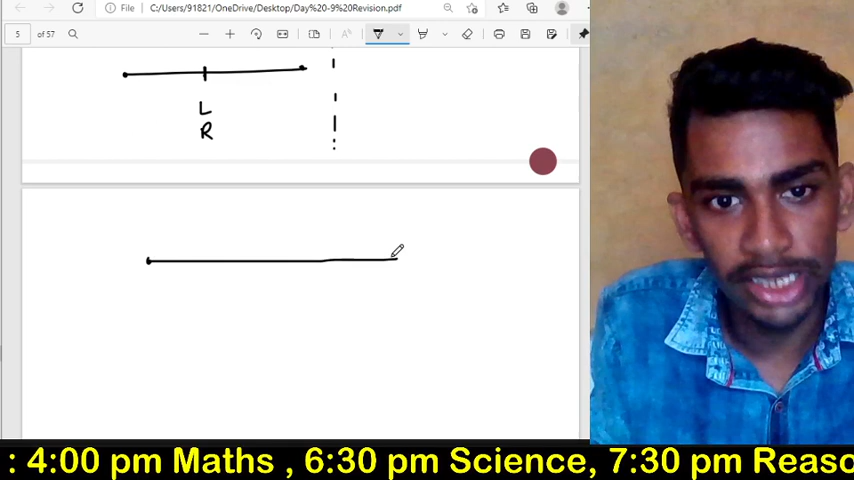 File C:/Users/91821/OneDrive/Desktop/Day%20-9%20Revision.pdf
5 of 57
L
R
: 4:00 pm Maths , 6:30 pm Science, 7:30 pm Reaso